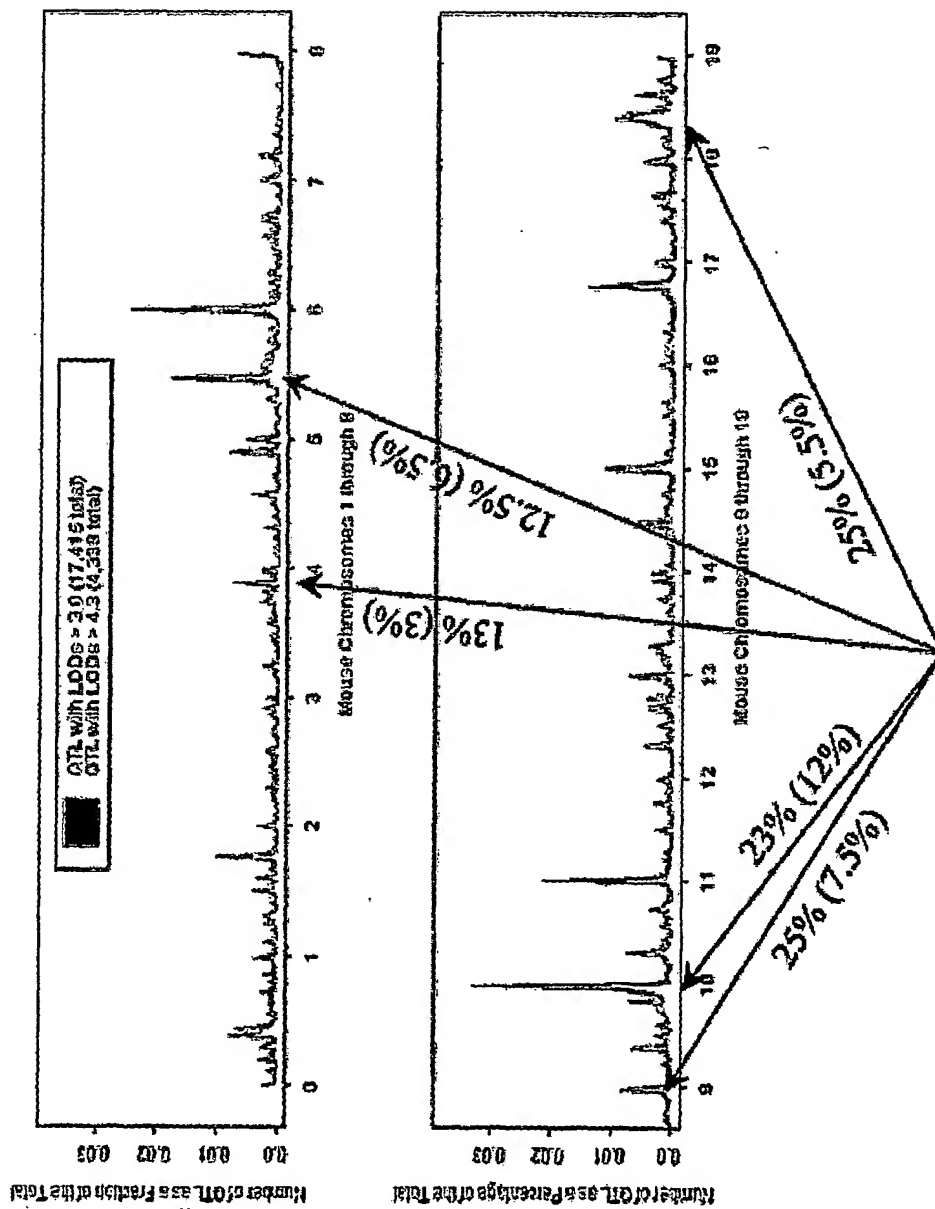 QTL with LODs > 3.0 (17,415 total)
QTL with LODs > 4.3 (4,339 total)
Number of QTL as a Fraction of the Total
0.03
0.02
0.01
0.0
0 1 2 3 4 5 6 7 8
Mouse Chromosomes 1 through 8
13% (3%)
12.5% (6.5%)
Number of QTL as a Percentage of the Total
0.03
0.02
0.01
0.0
9 10 11 12 13 14 15 16 17 18 19
Mouse Chromosomes 9 through 19
25% (7.5%)
23% (12%)
25% (5.5%)